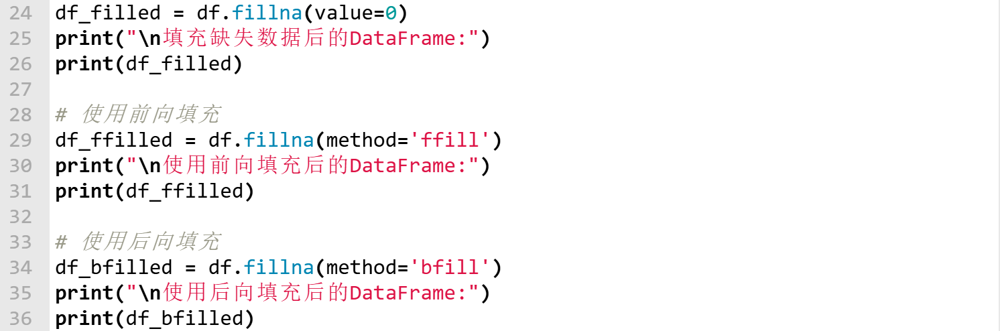 24 df_filled = df.fillna(value=0)
25 print("\n填充缺失数据后的DataFrame:")
26 print(df_filled)
27
28 # 使用前向填充
29 df_ffilled = df.fillna(method='ffill')
30 print("\n使用前向填充后的DataFrame:")
31 print(df_ffilled)
32
33 # 使用后向填充
34 df_bfilled = df.fillna(method='bfill')
35 print("\n使用后向填充后的DataFrame:")
36 print(df_bfilled)